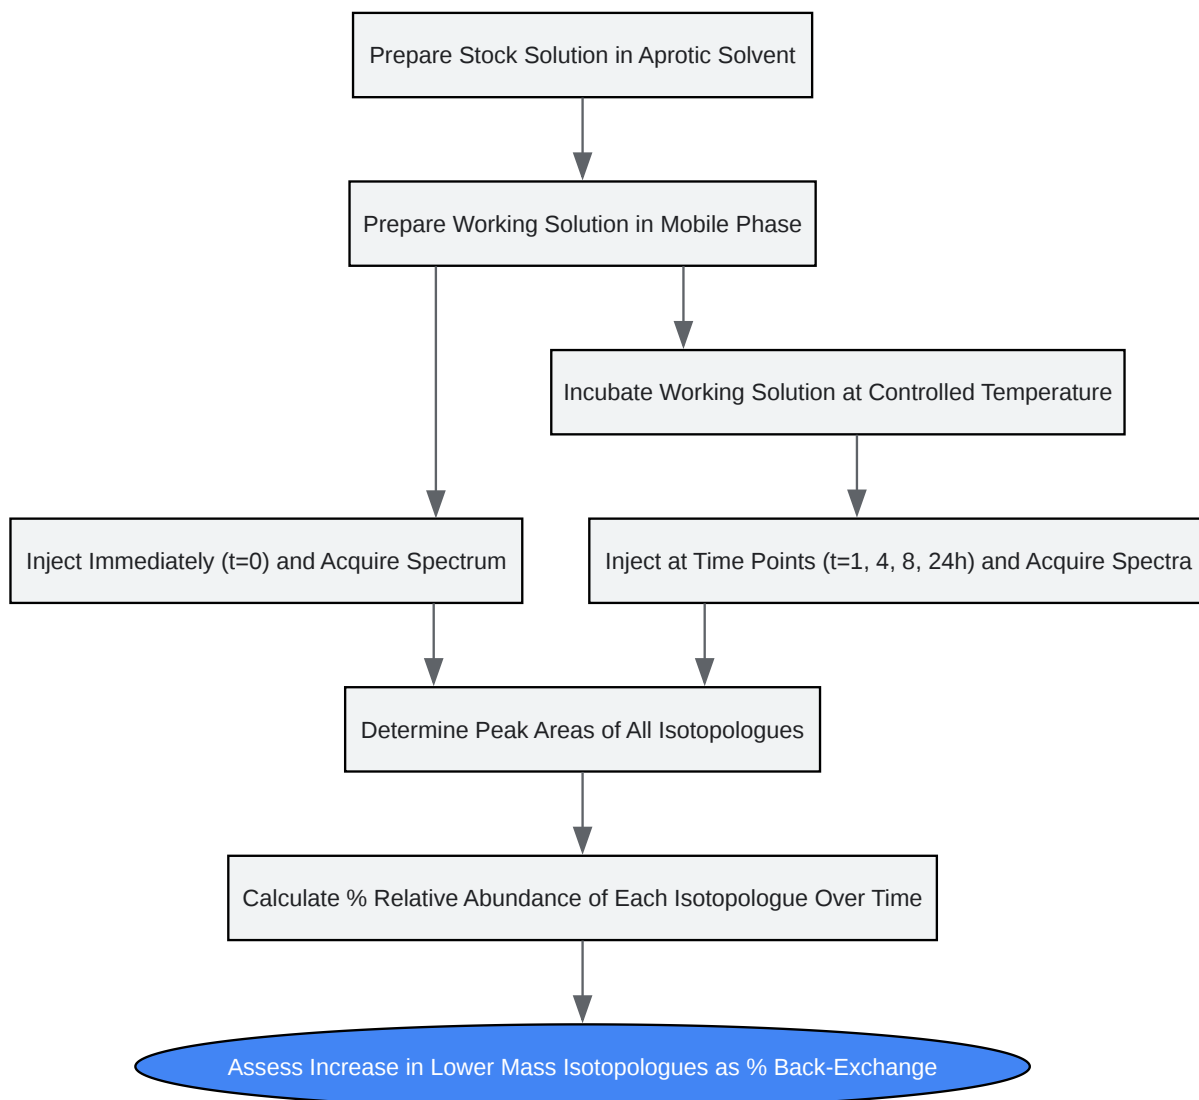 Prepare Stock Solution in Aprotic Solvent
Prepare Working Solution in Mobile Phase
Incubate Working Solution at Controlled Temperature
Inject Immediately (t=0) and Acquire Spectrum
Inject at Time Points (t=1, 4, 8, 24h) and Acquire Spectra
Determine Peak Areas of All Isotopologues
Calculate % Relative Abundance of Each Isotopologue Over Time
Assess Increase in Lower Mass Isotopologues as % Back-Exchange